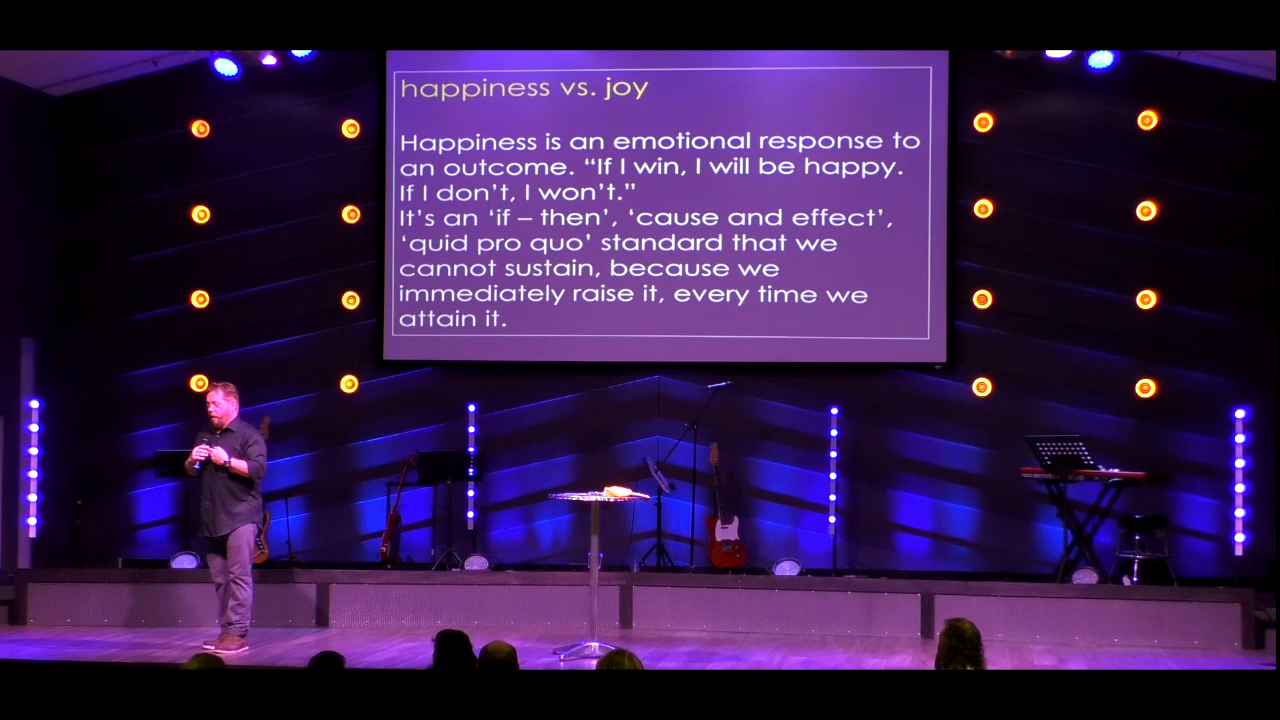 happiness vs. joy
Happiness is an emotional response to
an outcome. “If I win, I will be happy.
If I don’t, I won’t.”
It’s an ‘if – then’, ‘cause and effect’,
‘quid pro quo’ standard that we
cannot sustain, because we
immediately raise it, every time we
attain it.